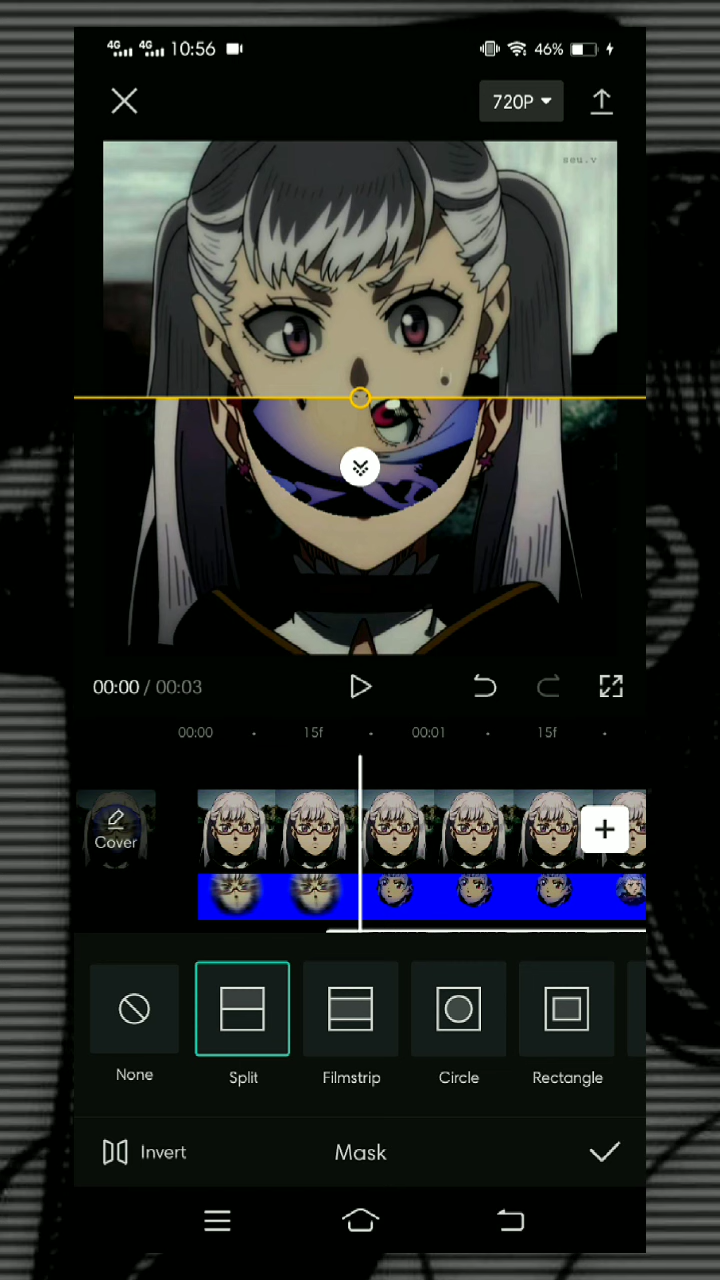 4G 4G 10:56 46%
720P
seu.v
00:00 / 00:03
00:00 15f 00:01 15f
Cover
None Split Filmstrip Circle Rectangle
Invert Mask